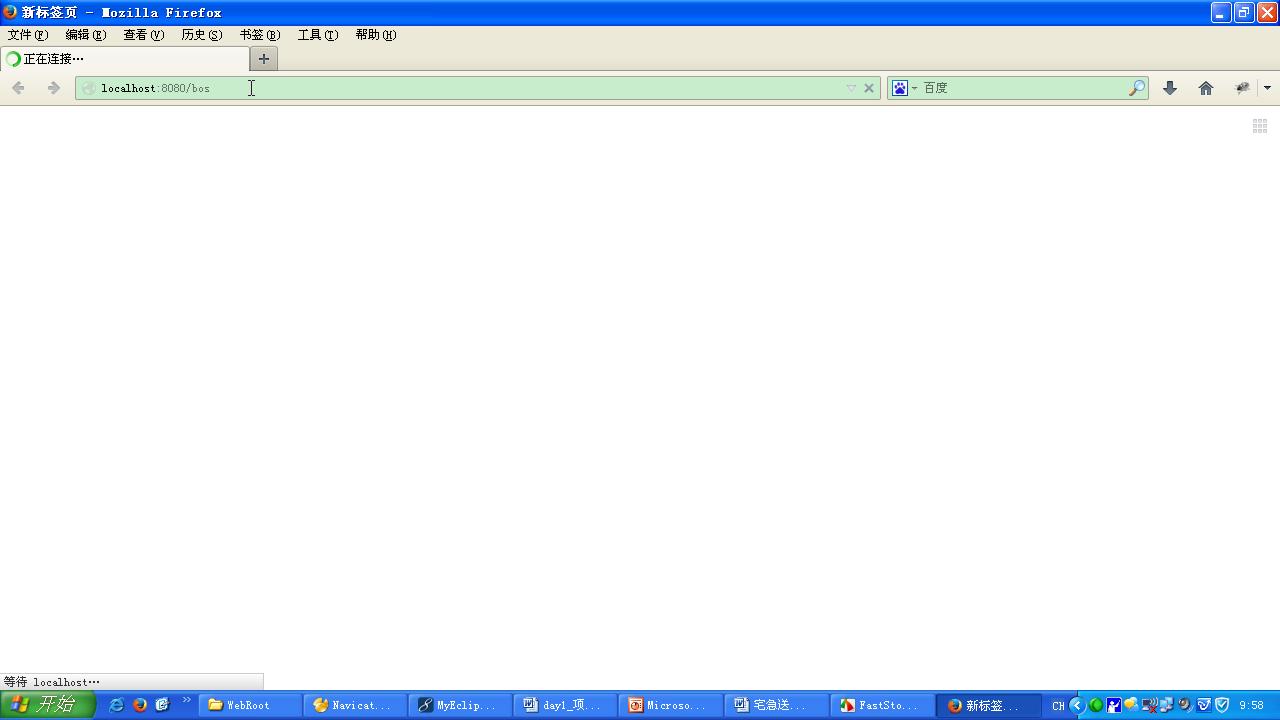 新标签页 - Mozilla Firefox
文件(F) 编辑(E) 查看(V) 历史(S) 书签(B) 工具(T) 帮助(H)
正在连接…
localhost:8080/bos
百度
等待 localhost…
开始 WebRoot Navicat... MyEclip... day1_项... Microso... 宅急送... FastSto... 新标签... CH 9:58